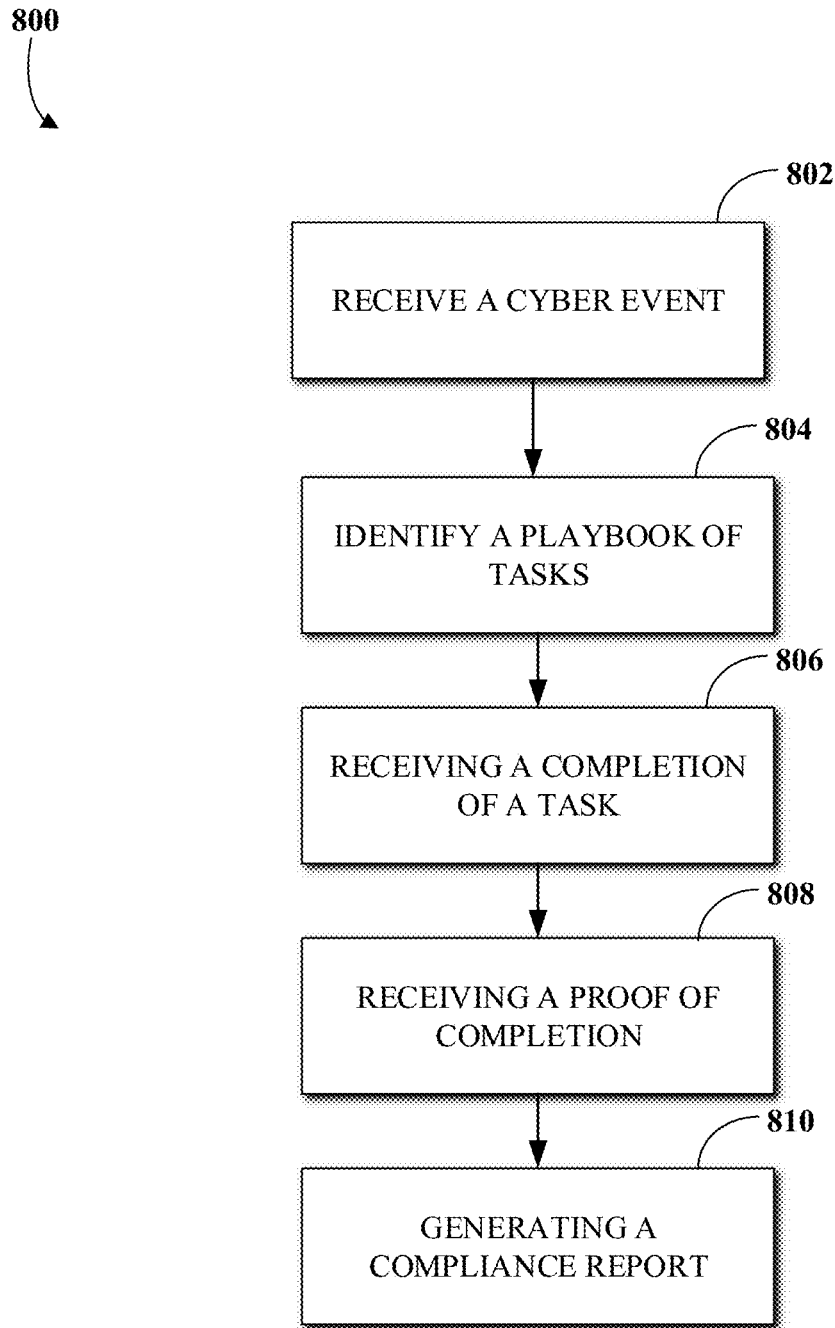 800
802
RECEIVE A CYBER EVENT
804
IDENTIFY A PLAYBOOK OF
TASKS
806
RECEIVING A COMPLETION
OF A TASK
808
RECEIVING A PROOF OF
COMPLETION
810
GENERATING A
COMPLIANCE REPORT